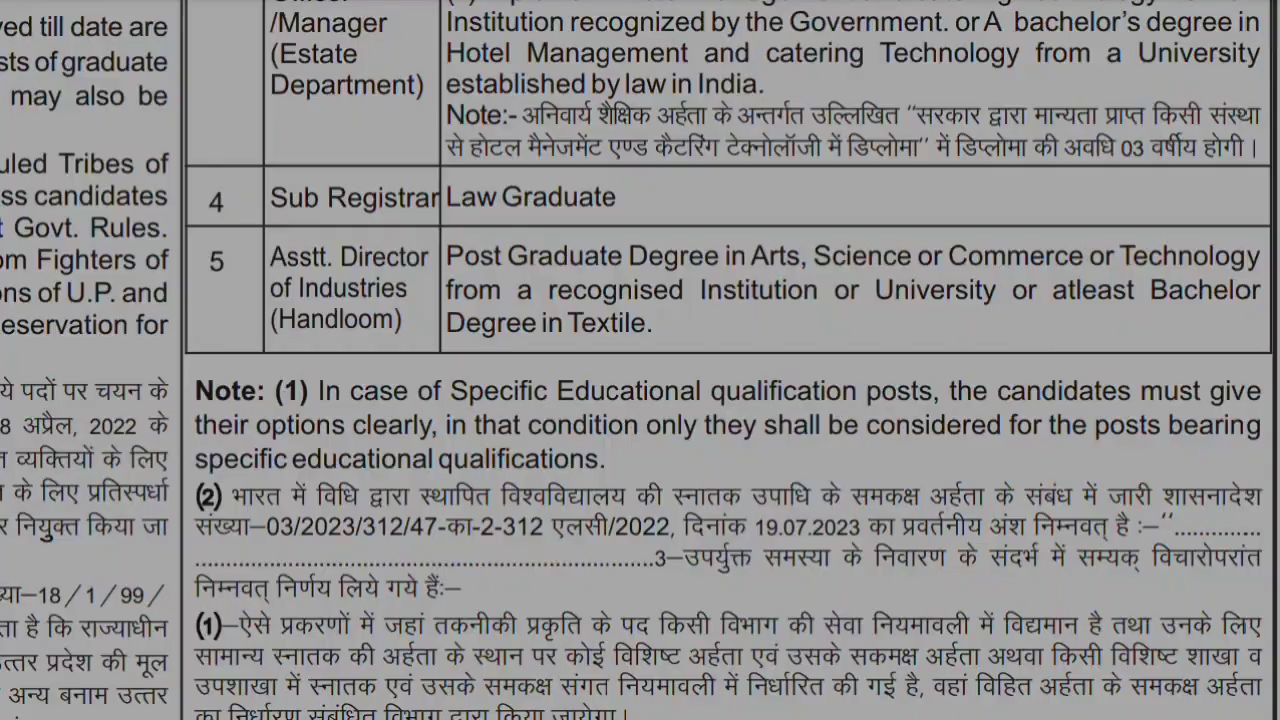 ved till date are
sts of graduate
may also be
uled Tribes of
ss candidates
t Govt. Rules.
om Fighters of
ons of U.P. and
eservation for
ये पदों पर चयन के
8 अप्रैल, 2022 के
त व्यक्तियों के लिए
के लिए प्रतिस्पर्धा
र नियुक्त किया जा
ख्या–18 / 1 / 99 /
ता है कि राज्याधीन
त्तर प्रदेश की मूल
अन्य बनाम उत्तर
/Manager
(Estate
Department)
Institution recognized by the Government. or A bachelor's degree in
Hotel Management and catering Technology from a University
established by law in India.
Note:- अनिवार्य शैक्षिक अर्हता के अन्तर्गत उल्लिखित "सरकार द्वारा मान्यता प्राप्त किसी संस्था
से होटल मैनेजमेंट एण्ड कैटरिंग टेक्नोलॉजी में डिप्लोमा" में डिप्लोमा की अवधि 03 वर्षीय होगी।
4 Sub Registrar Law Graduate
5 Asstt. Director
of Industries
(Handloom)
Post Graduate Degree in Arts, Science or Commerce or Technology
from a recognised Institution or University or atleast Bachelor
Degree in Textile.
Note: (1) In case of Specific Educational qualification posts, the candidates must give
their options clearly, in that condition only they shall be considered for the posts bearing
specific educational qualifications.
(2) भारत में विधि द्वारा स्थापित विश्वविद्यालय की स्नातक उपाधि के समकक्ष अर्हता के संबंध में जारी शासनादेश
संख्या–03/2023/312/47-का-2-312 एलसी/2022, दिनांक 19.07.2023 का प्रवर्तनीय अंश निम्नवत् है :–"..............
..........................................................................3–उपर्युक्त समस्या के निवारण के संदर्भ में सम्यक् विचारोपरांत
निम्नवत् निर्णय लिये गये हैं:–
(1)–ऐसे प्रकरणों में जहां तकनीकी प्रकृति के पद किसी विभाग की सेवा नियमावली में विद्यमान है तथा उनके लिए
सामान्य स्नातक की अर्हता के स्थान पर कोई विशिष्ट अर्हता एवं उसके सकमक्ष अर्हता अथवा किसी विशिष्ट शाखा व
उपशाखा में स्नातक एवं उसके समकक्ष संगत नियमावली में निर्धारित की गई है, वहां विहित अर्हता के समकक्ष अर्हता
का निर्धारण संबंधित विभाग द्वारा किया जायेगा।